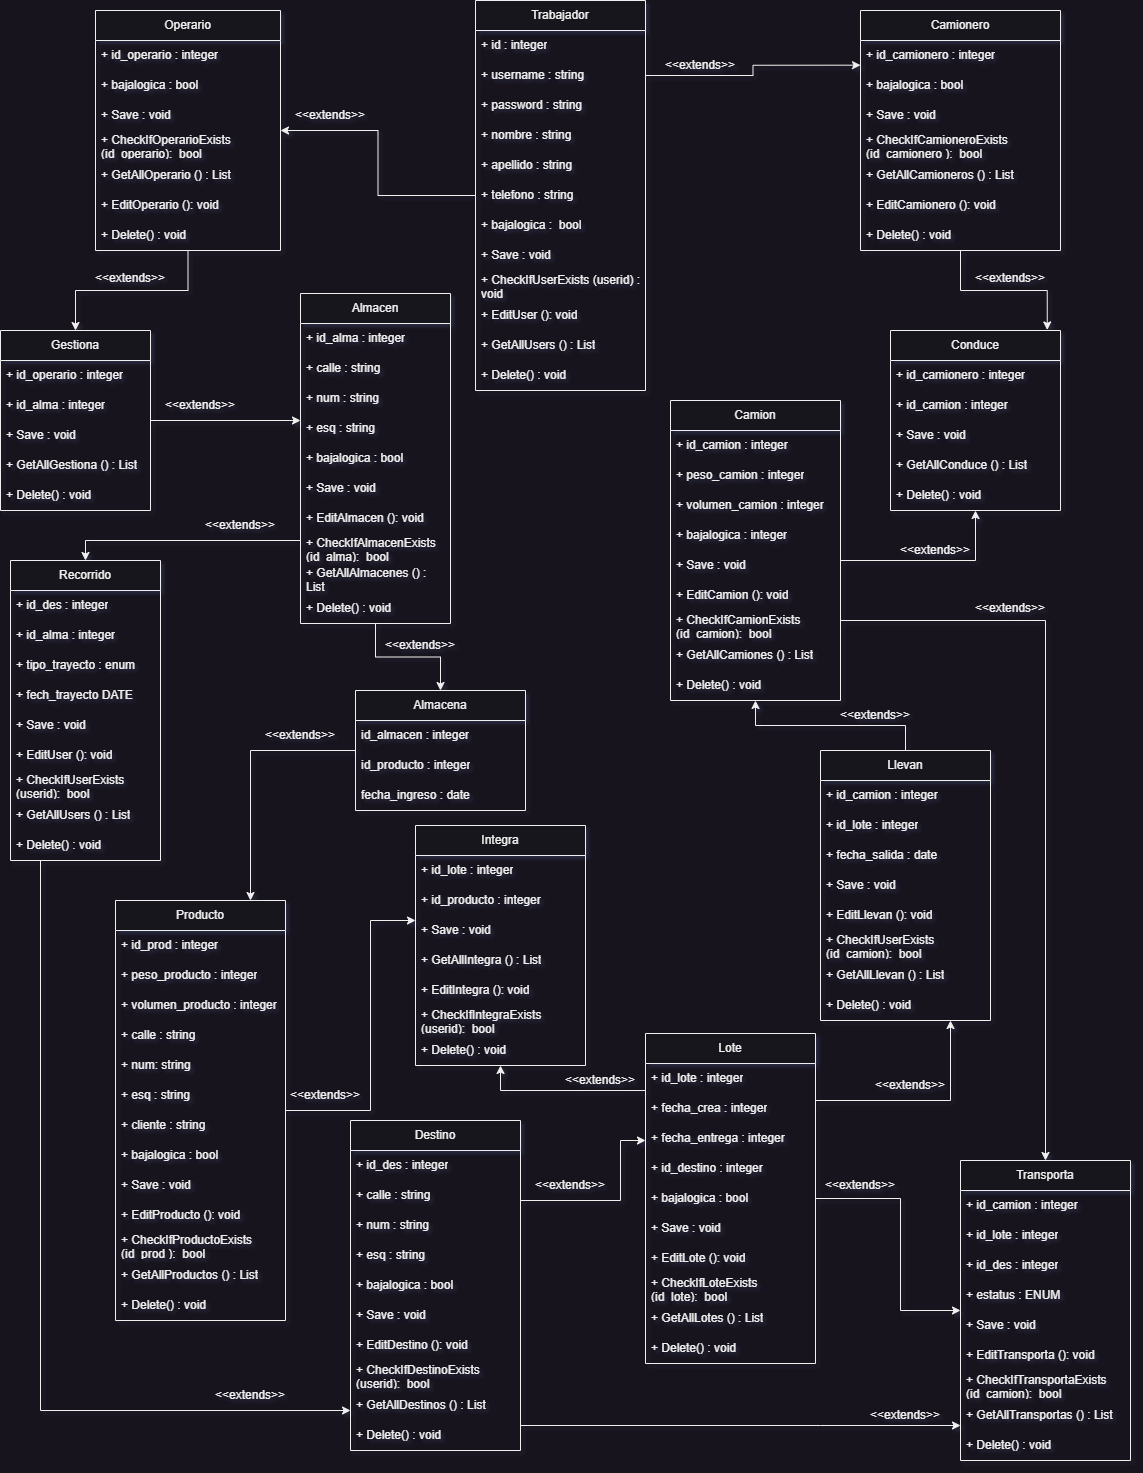 Operario
+ id_operario : integer
+ bajalogica : bool
+ Save : void
+ CheckIfOperarioExists
(id_operario): bool
+ GetAllOperario () : List
+ EditOperario (): void
+ Delete() : void
<<extends>>
Trabajador
+ id : integer
+ username : string
+ password : string
+ nombre : string
+ apellido : string
+ telefono : string
+ bajalogica : bool
+ Save : void
+ CheckIfUserExists (userid) :
void
+ EditUser (): void
+ GetAllUsers () : List
+ Delete() : void
<<extends>>
Camionero
+ id_camionero : integer
+ bajalogica : bool
+ Save : void
+ CheckIfCamioneroExists
(id_camionero ): bool
+ GetAllCamioneros () : List
+ EditCamionero (): void
+ Delete() : void
<<extends>>
<<extends>>
Gestiona
+ id_operario : integer
+ id_alma : integer
+ Save : void
+ GetAllGestiona () : List
+ Delete() : void
<<extends>>
Almacen
+ id_alma : integer
+ calle : string
+ num : string
+ esq : string
+ bajalogica : bool
+ Save : void
+ EditAlmacen (): void
+ CheckIfAlmacenExists
(id_alma): bool
+ GetAllAlmacenes () :
List
+ Delete() : void
<<extends>>
<<extends>>
Conduce
+ id_camionero : integer
+ id_camion : integer
+ Save : void
+ GetAllConduce () : List
+ Delete() : void
Camion
+ id_camion : integer
+ peso_camion : integer
+ volumen_camion : integer
+ bajalogica : integer
+ Save : void
+ EditCamion (): void
+ CheckIfCamionExists
(id_camion): bool
+ GetAllCamiones () : List
+ Delete() : void
<<extends>>
<<extends>>
<<extends>>
Recorrido
+ id_des : integer
+ id_alma : integer
+ tipo_trayecto : enum
+ fech_trayecto DATE
+ Save : void
+ EditUser (): void
+ CheckIfUserExists
(userid): bool
+ GetAllUsers () : List
+ Delete() : void
Almacena
id_almacen : integer
id_producto : integer
fecha_ingreso : date
<<extends>>
Llevan
+ id_camion : integer
+ id_lote : integer
+ fecha_salida : date
+ Save : void
+ EditLlevan (): void
+ CheckIfUserExists
(id_camion): bool
+ GetAllLlevan () : List
+ Delete() : void
Integra
+ id_lote : integer
+ id_producto : integer
+ Save : void
+ GetAllIntegra () : List
+ EditIntegra (): void
+ CheckIfIntegraExists
(userid): bool
+ Delete() : void
<<extends>>
Producto
+ id_prod : integer
+ peso_producto : integer
+ volumen_producto : integer
+ calle : string
+ num: string
+ esq : string
+ cliente : string
+ bajalogica : bool
+ Save : void
+ EditProducto (): void
+ CheckIfProductoExists
(id_prod ): bool
+ GetAllProductos () : List
+ Delete() : void
<<extends>>
Lote
+ id_lote : integer
+ fecha_crea : integer
+ fecha_entrega : integer
+ id_destino : integer
+ bajalogica : bool
+ Save : void
+ EditLote (): void
+ CheckIfLoteExists
(id_lote): bool
+ GetAllLotes () : List
+ Delete() : void
<<extends>>
<<extends>>
<<extends>>
Destino
+ id_des : integer
+ calle : string
+ num : string
+ esq : string
+ bajalogica : bool
+ Save : void
+ EditDestino (): void
+ CheckIfDestinoExists
(userid): bool
+ GetAllDestinos () : List
+ Delete() : void
<<extends>>
<<extends>>
Transporta
+ id_camion : integer
+ id_lote : integer
+ id_des : integer
+ estatus : ENUM
+ Save : void
+ EditTransporta (): void
+ CheckIfTransportaExists
(id_camion): bool
+ GetAllTransportas () : List
+ Delete() : void